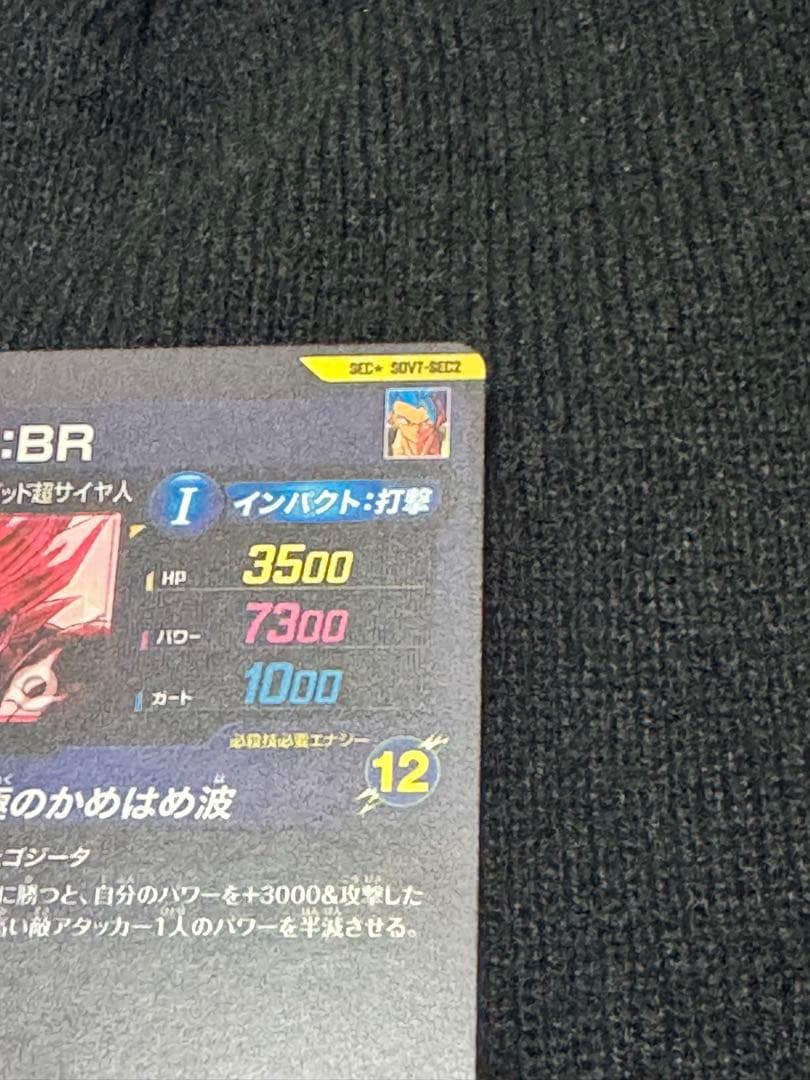 SEC★ SDV7-SEC2
:BR
ゴッド超サイヤ人
I インパクト:打撃
HP 3500
パワー 7300
ガード 1000
必殺技必要エナジー
12
のかめはめ波
ゴジータ
に勝つと、自分のパワーを+3000&攻撃した
い敵アタッカー1人のパワーを半減させる。